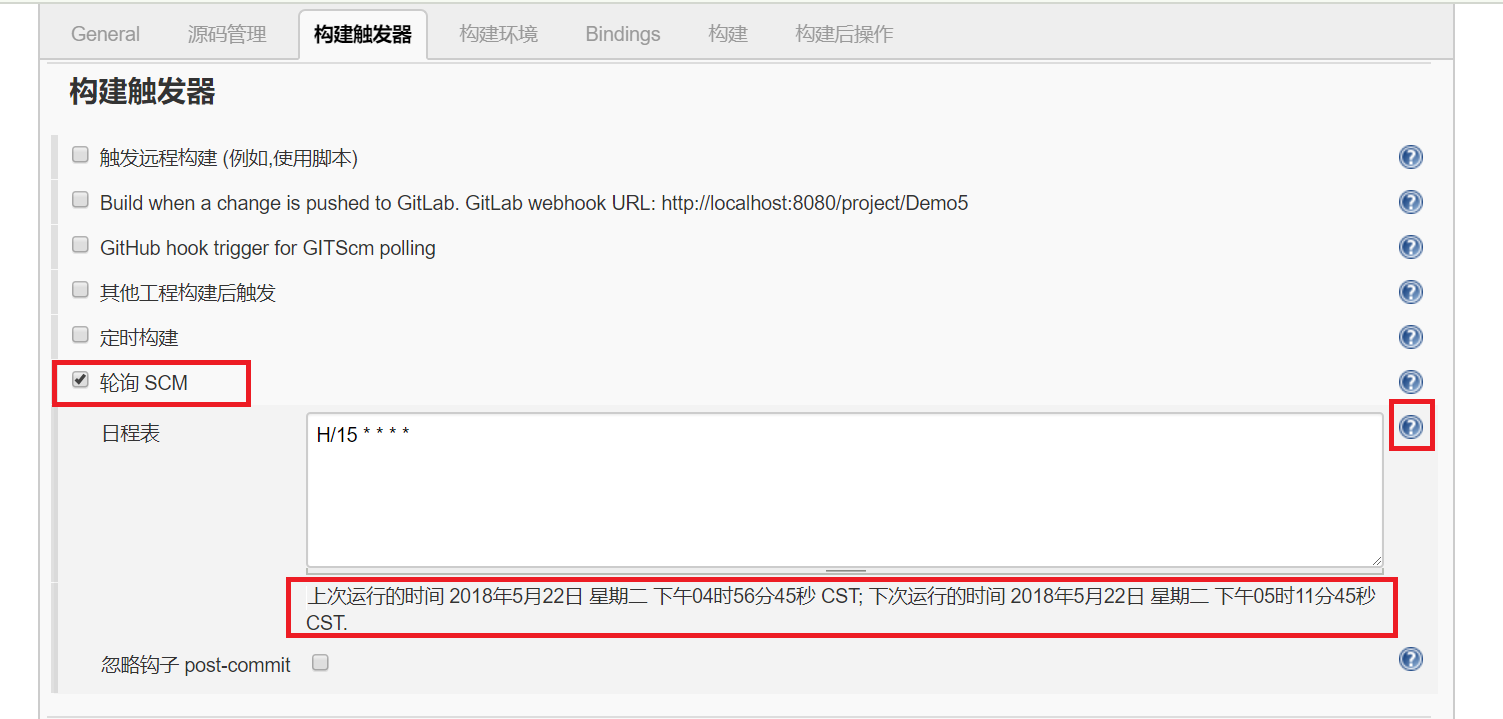 General 源码管理 构建触发器 构建环境 Bindings 构建 构建后操作
构建触发器
触发远程构建 (例如,使用脚本)
Build when a change is pushed to GitLab. GitLab webhook URL: http://localhost:8080/project/Demo5
GitHub hook trigger for GITScm polling
其他工程构建后触发
定时构建
轮询 SCM
日程表
H/15 * * * *
上次运行的时间 2018年5月22日 星期二 下午04时56分45秒 CST; 下次运行的时间 2018年5月22日 星期二 下午05时11分45秒
CST.
忽略钩子 post-commit